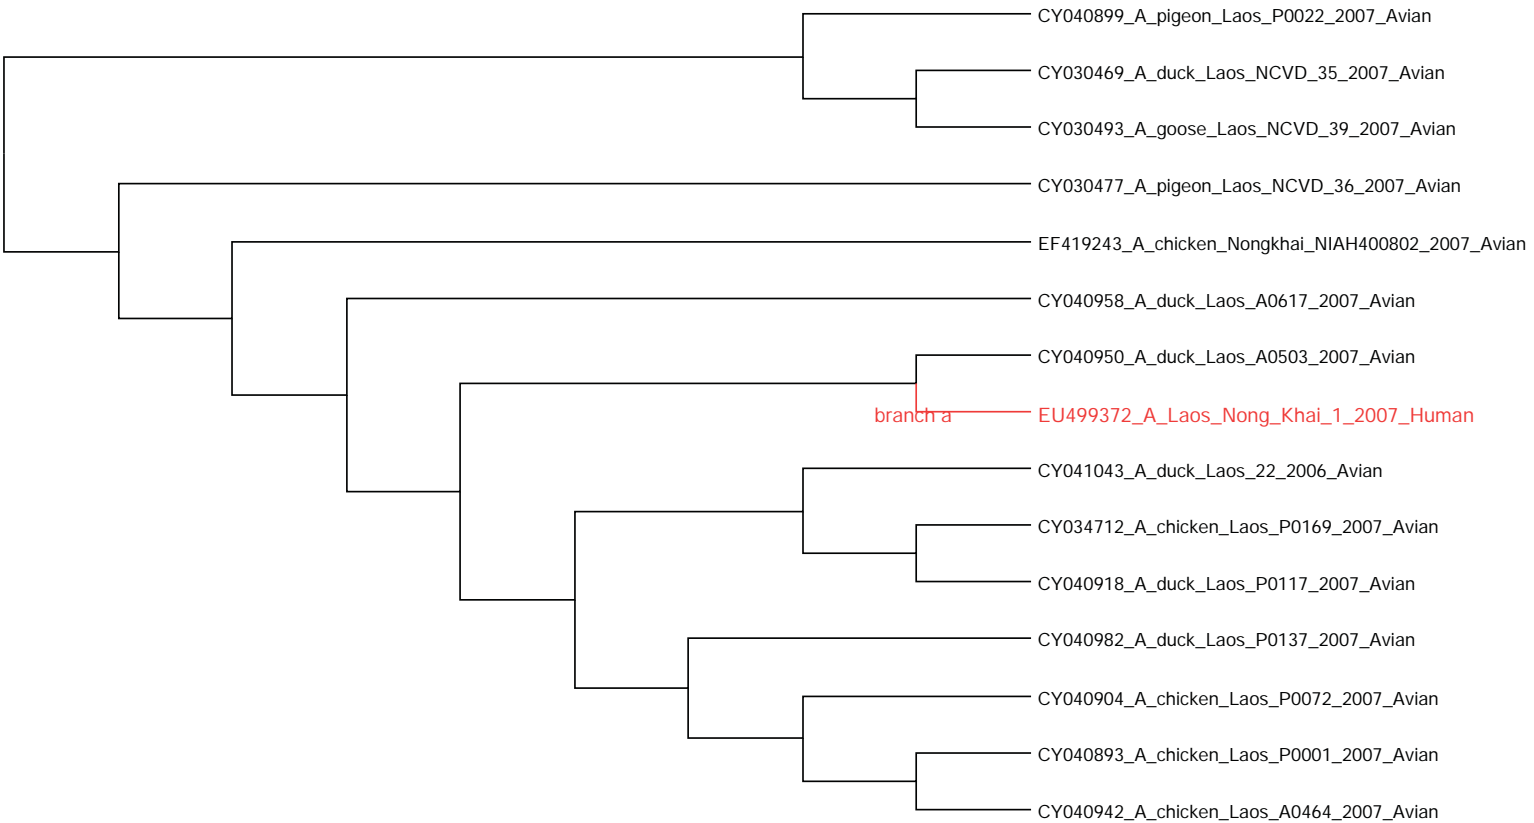 CY040899_A_pigeon_Laos_P0022_2007_Avian
CY030469_A_duck_Laos_NCVD_35_2007_Avian
CY030493_A_goose_Laos_NCVD_39_2007_Avian
CY030477_A_pigeon_Laos_NCVD_36_2007_Avian
EF419243_A_chicken_Nongkhai_NIAH400802_2007_Avian
CY040958_A_duck_Laos_A0617_2007_Avian
CY040950_A_duck_Laos_A0503_2007_Avian
branch a
EU499372_A_Laos_Nong_Khai_1_2007_Human
CY041043_A_duck_Laos_22_2006_Avian
CY034712_A_chicken_Laos_P0169_2007_Avian
CY040918_A_duck_Laos_P0117_2007_Avian
CY040982_A_duck_Laos_P0137_2007_Avian
CY040904_A_chicken_Laos_P0072_2007_Avian
CY040893_A_chicken_Laos_P0001_2007_Avian
CY040942_A_chicken_Laos_A0464_2007_Avian